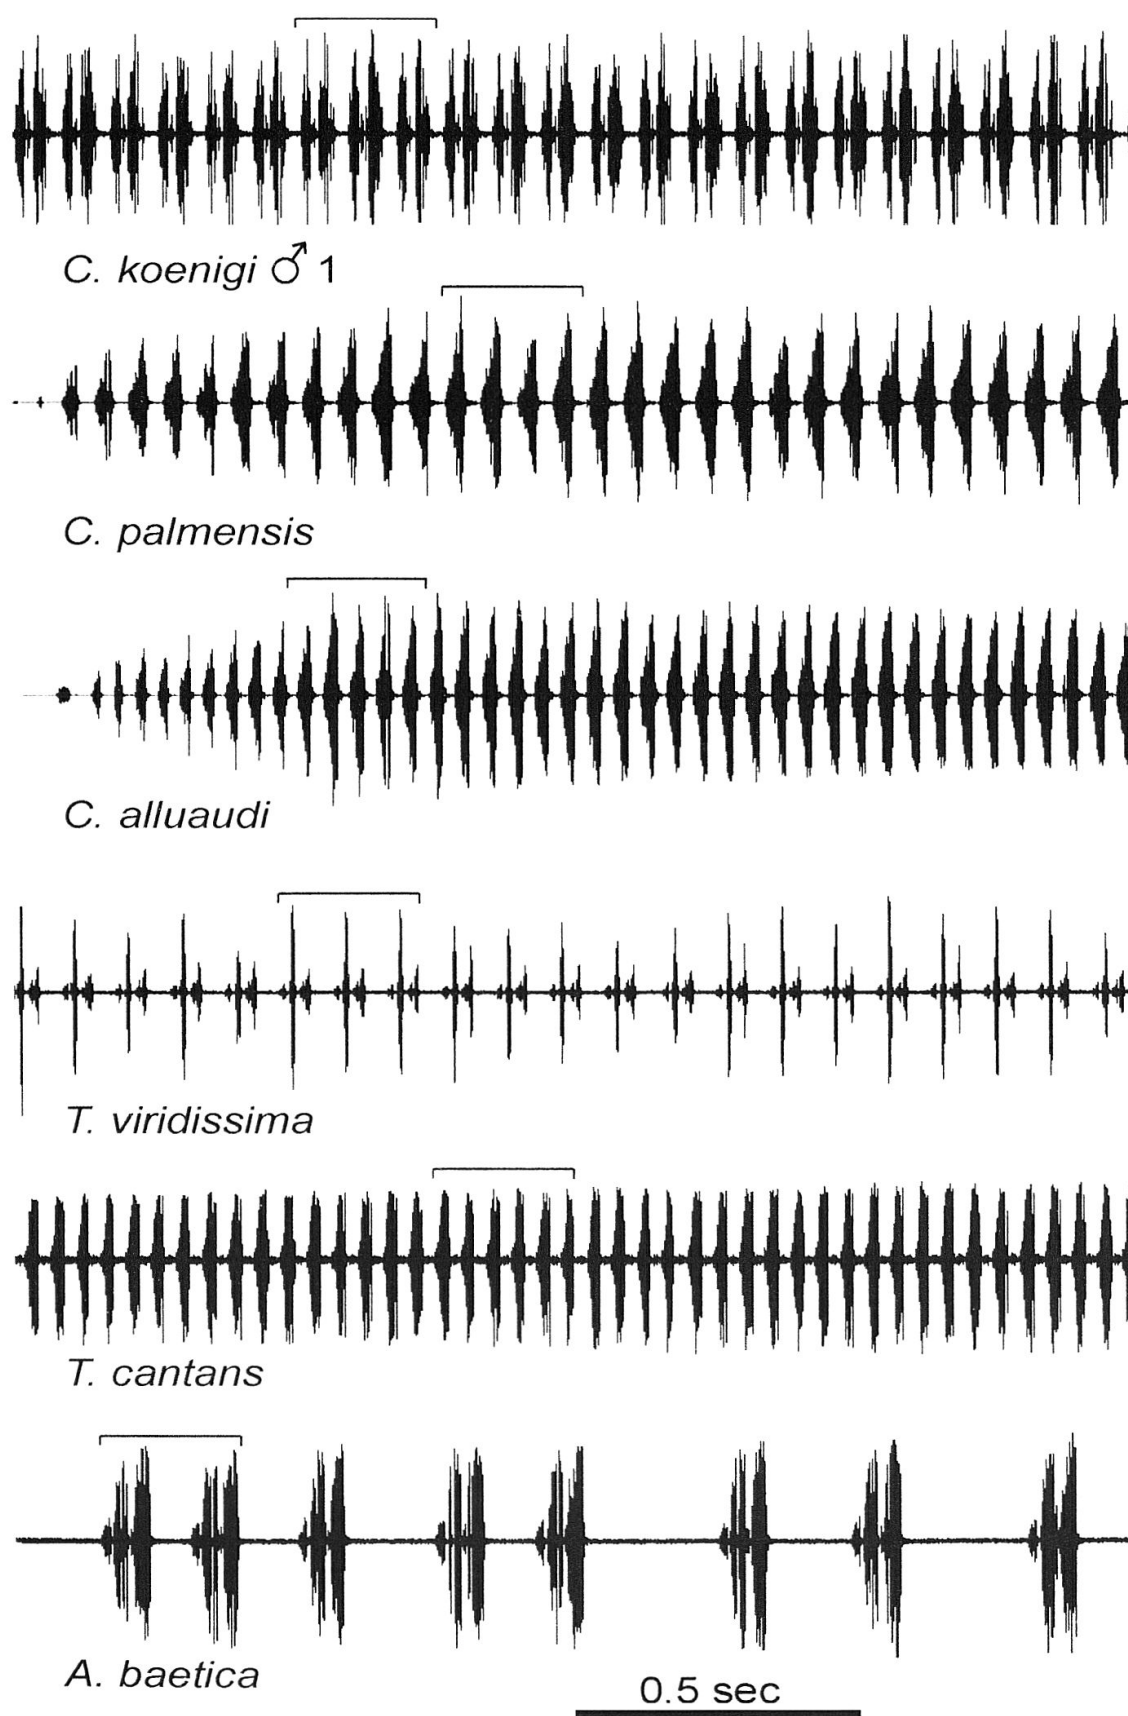 C. koenigi ♂ 1
C. palmensis
C. alluaudi
T. viridissima
T. cantans
A. baetica
0.5 sec